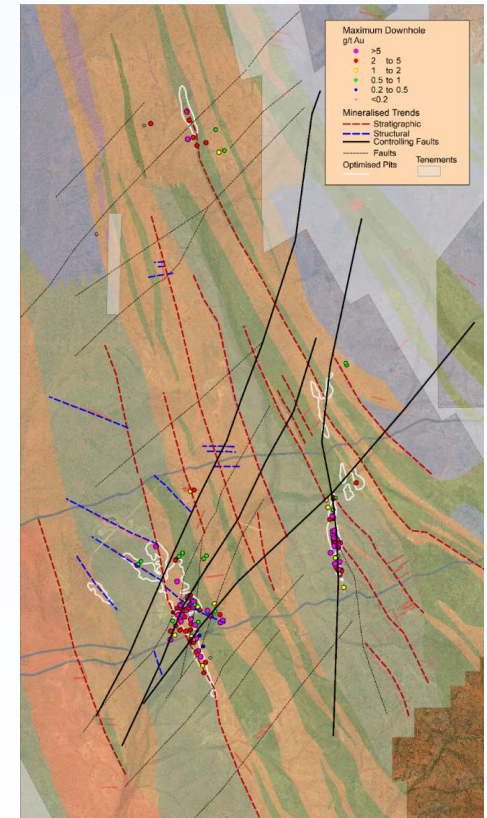 Maximum Downhole
g/t Au
>5
2 to 5
1 to 2
0.5 to 1
0.2 to 0.5
<0.2
Mineralised Trends
Stratigraphic
Structural
Controlling Faults
Faults
Optimised Pits
Tenements